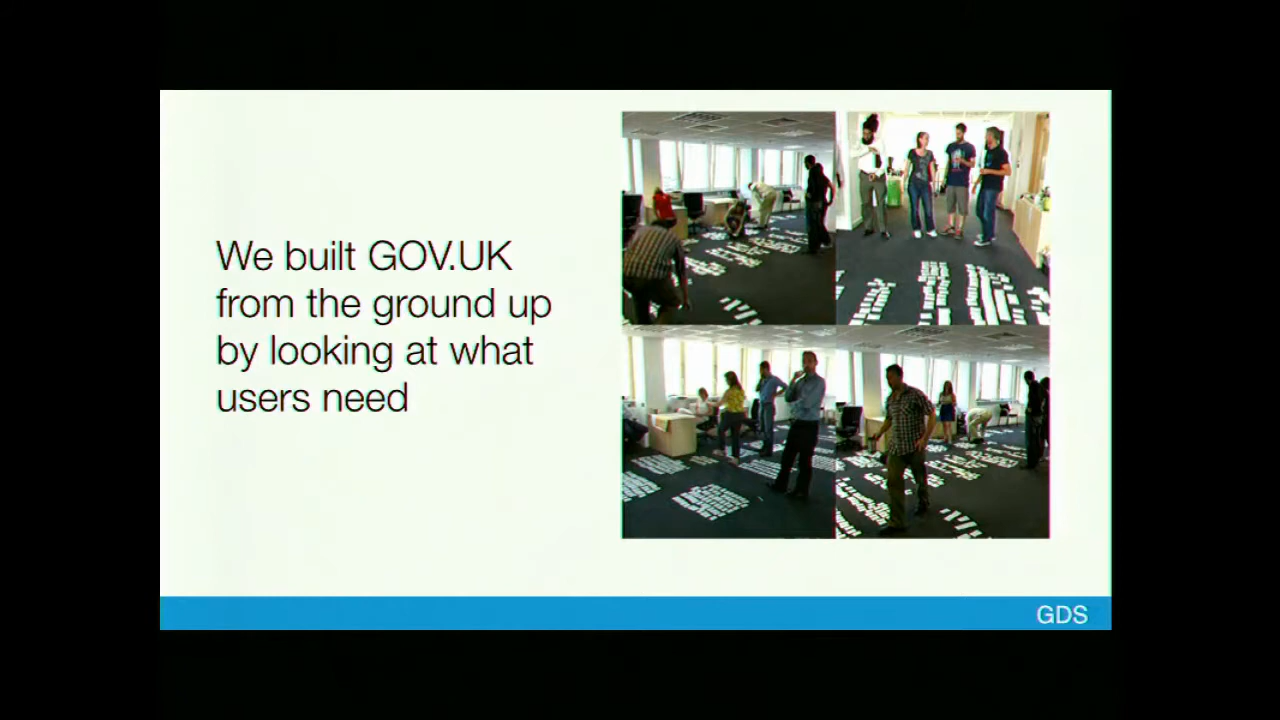 We built GOV.UK
from the ground up
by looking at what
users need
GDS